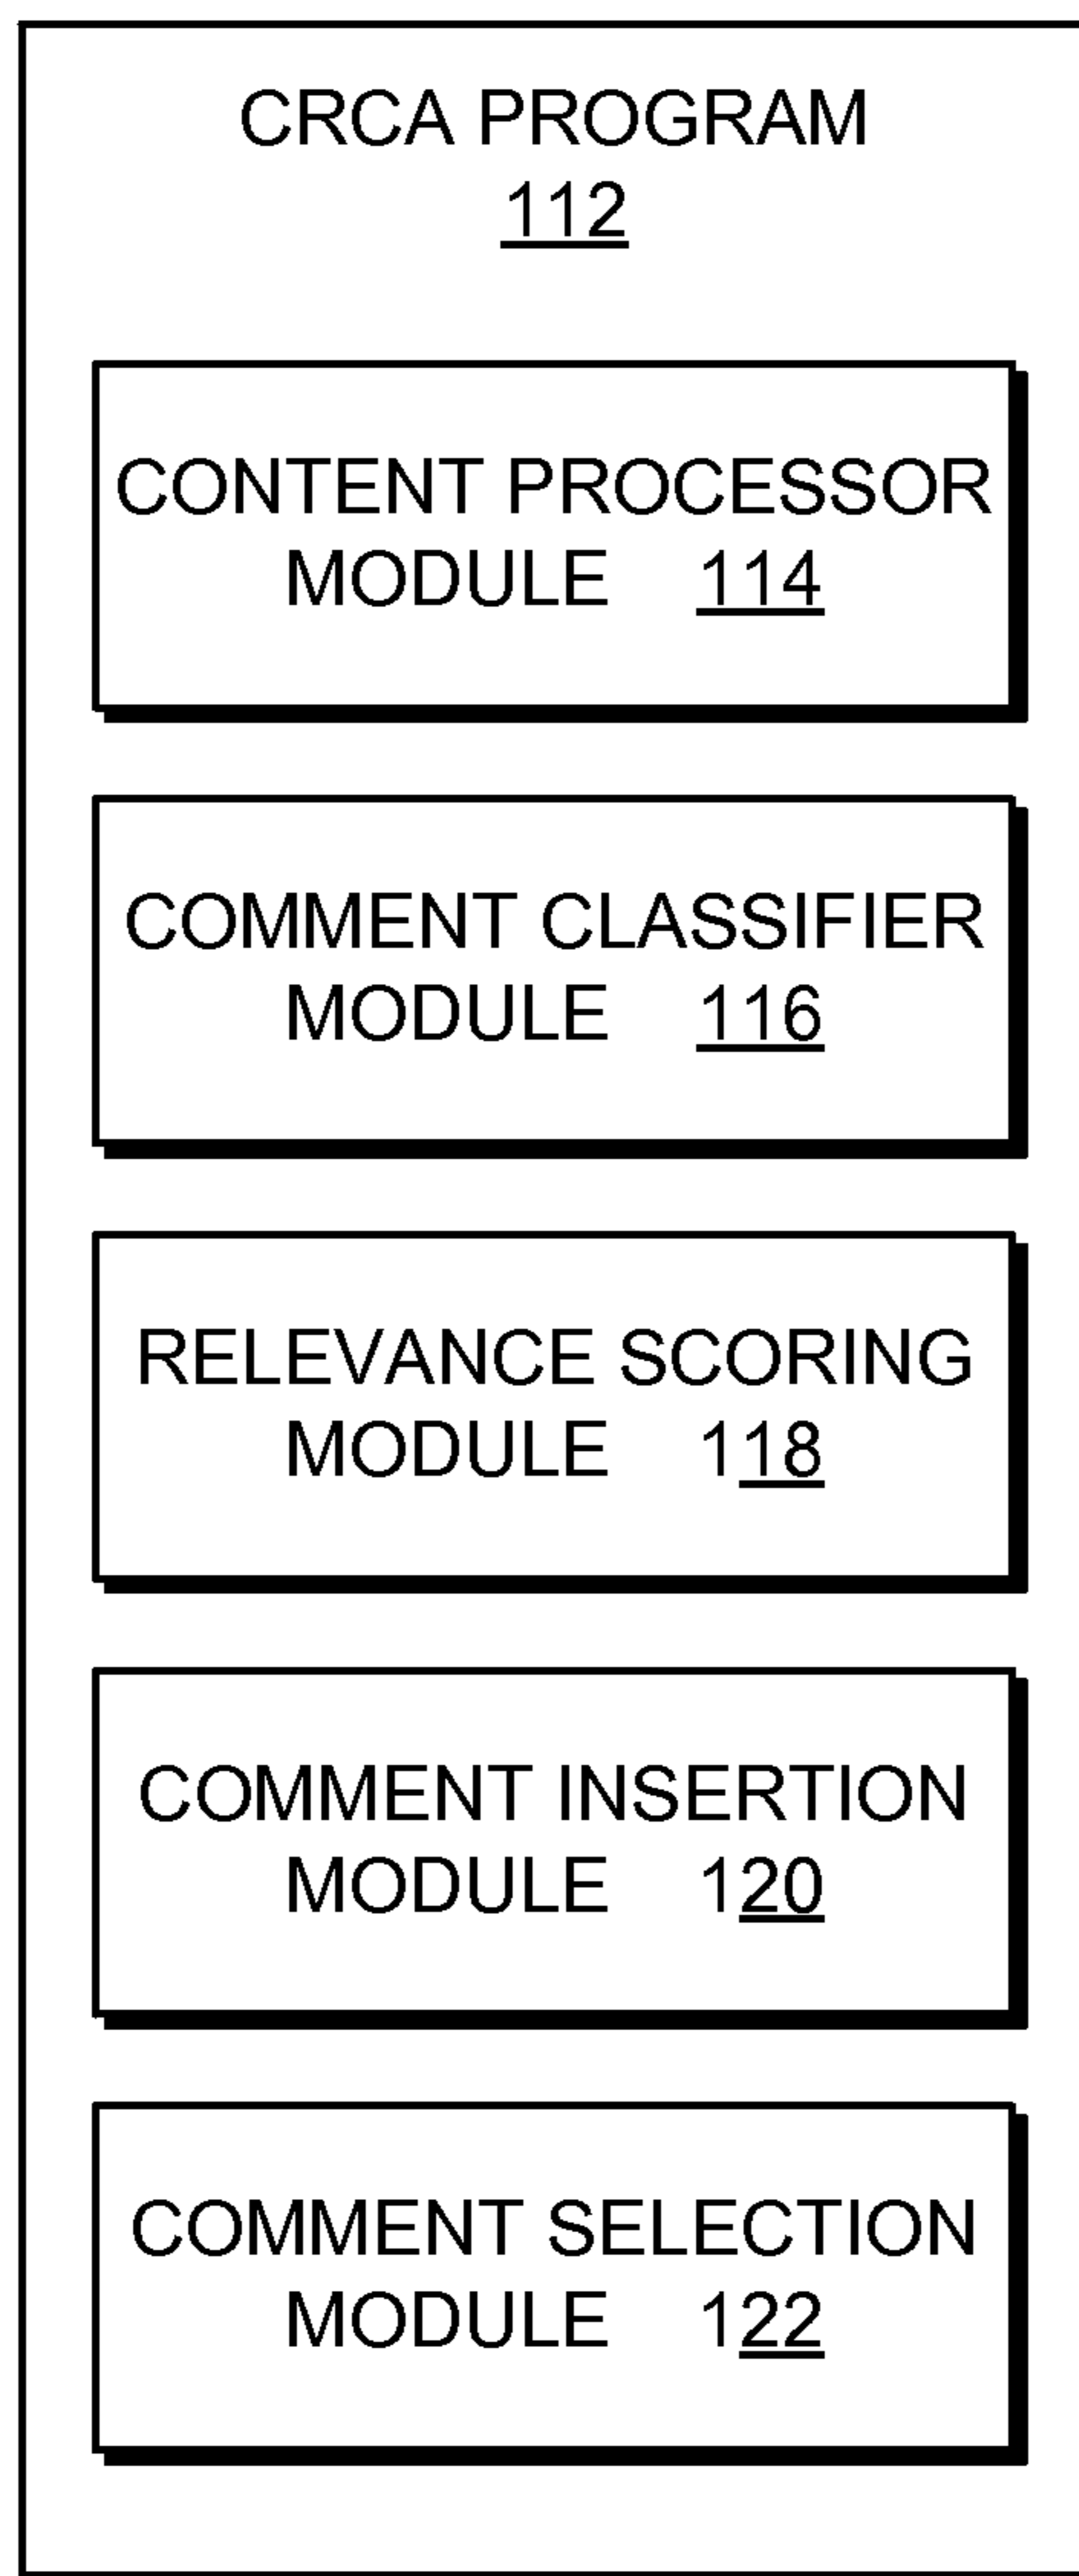 CRCA PROGRAM
112
CONTENT PROCESSOR
MODULE 114
COMMENT CLASSIFIER
MODULE 116
RELEVANCE SCORING
MODULE 118
COMMENT INSERTION
MODULE 120
COMMENT SELECTION
MODULE 122